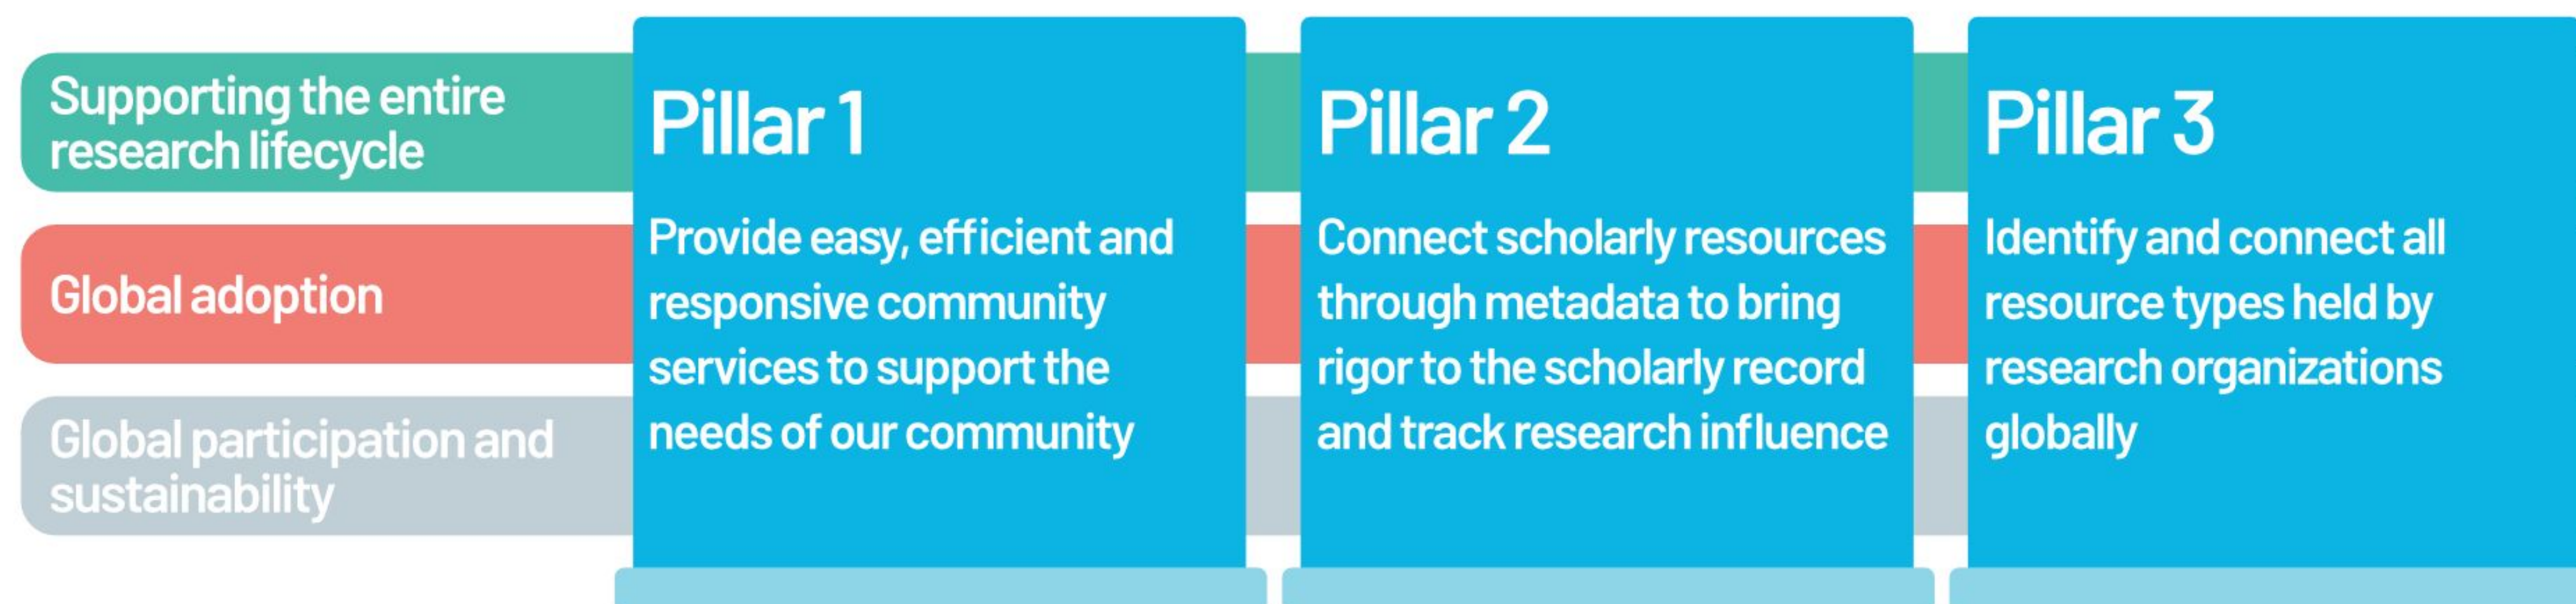 Supporting the entire
research lifecycle
Global adoption
Global participation and
sustainability
Pillar 1
Provide easy, efficient and
responsive community
services to support the
needs of our community
Pillar 2
Connect scholarly resources
through metadata to bring
rigor to the scholarly record
and track research influence
Pillar 3
Identify and connect all
resource types held by
research organizations
globally